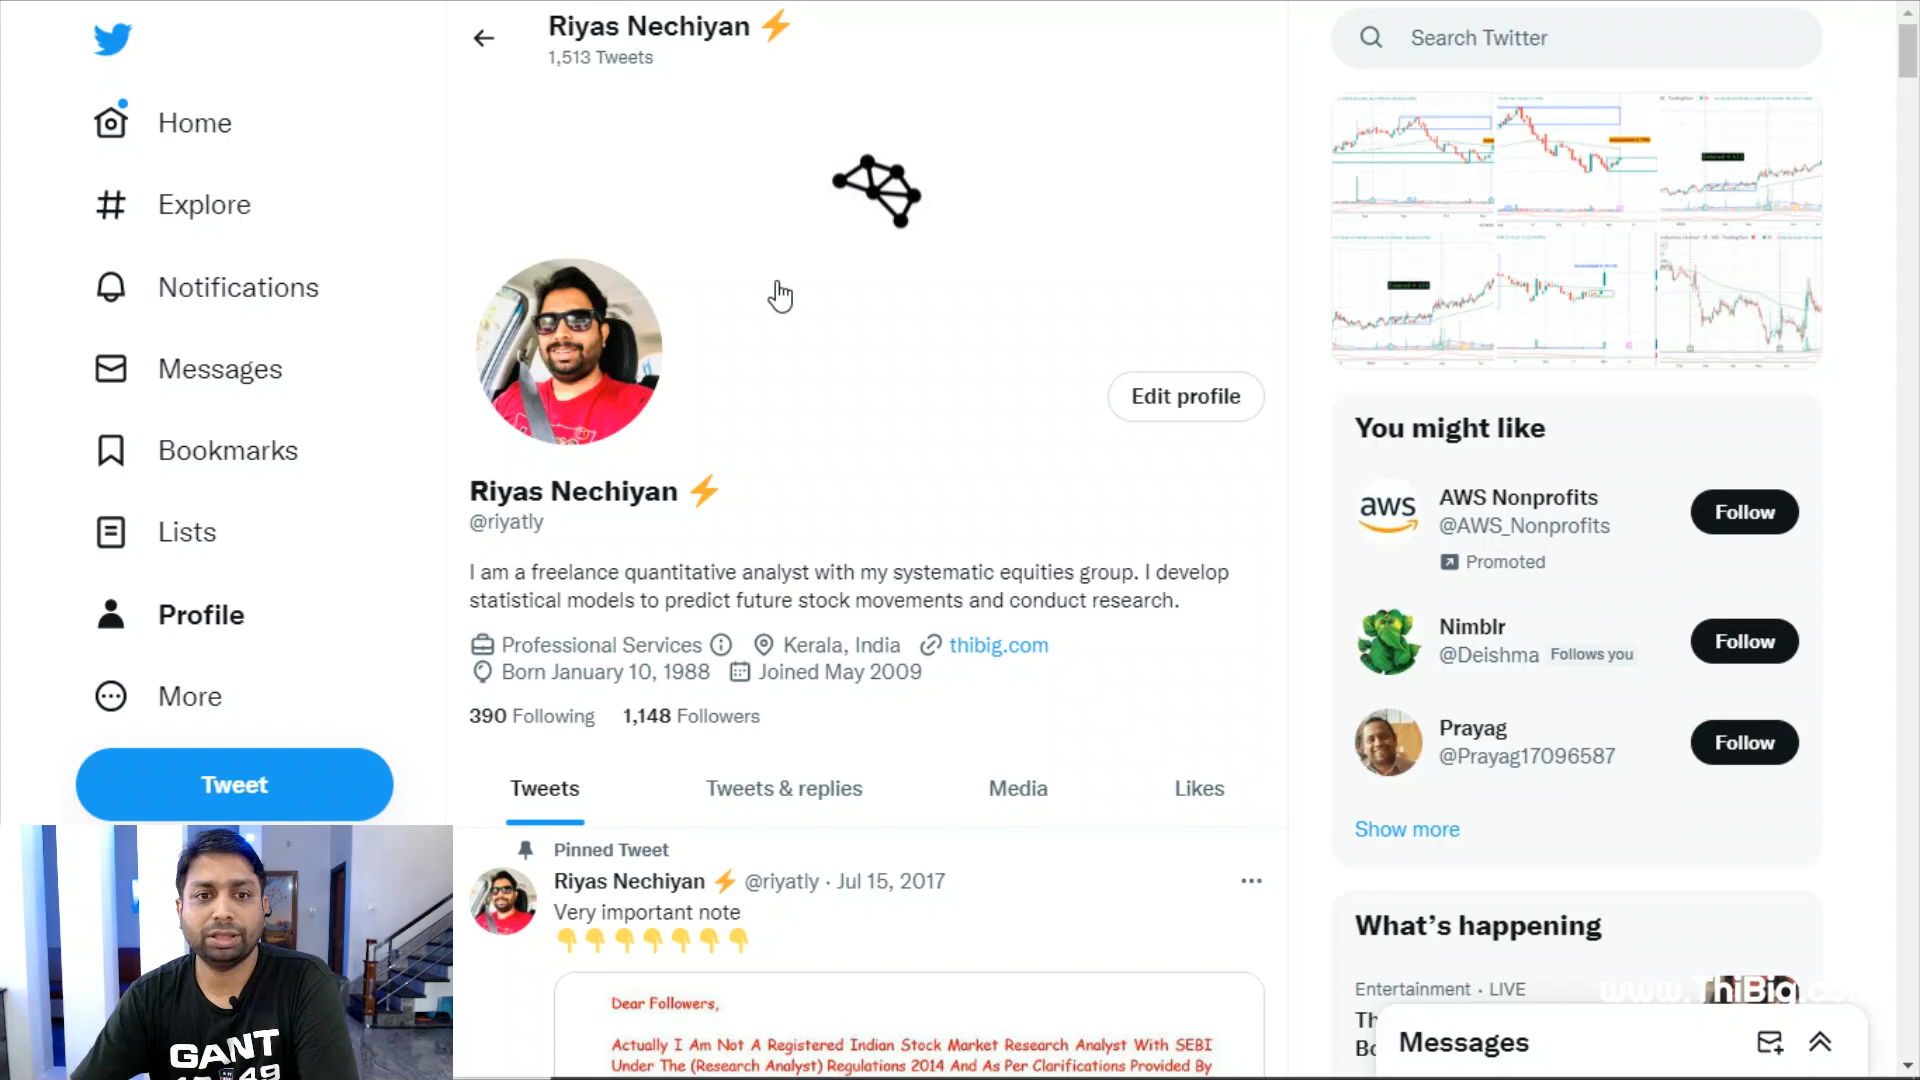 Riyas Nechiyan ⚡
1,513 Tweets
Home
Explore
Notifications
Messages
Bookmarks
Lists
Profile
More
Tweet
Edit profile
Riyas Nechiyan ⚡
@riyatly
I am a freelance quantitative analyst with my systematic equities group. I develop
statistical models to predict future stock movements and conduct research.
Professional Services Kerala, India thibig.com
Born January 10, 1988 Joined May 2009
390 Following 1,148 Followers
Tweets Tweets & replies Media Likes
Pinned Tweet
Riyas Nechiyan ⚡ @riyatly · Jul 15, 2017
Very important note
👇👇👇👇👇👇👇
Dear Followers,
Actually I Am Not A Registered Indian Stock Market Research Analyst With SEBI
Under The (Research Analyst) Regulations 2014 And As Per Clarifications Provided By
Search Twitter
You might like
aws
AWS Nonprofits
@AWS_Nonprofits
Promoted
Follow
Nimblr
@Deishma Follows you
Follow
Prayag
@Prayag17096587
Follow
Show more
What's happening
Entertainment · LIVE
www.ThiBig.co
Messages
GANT